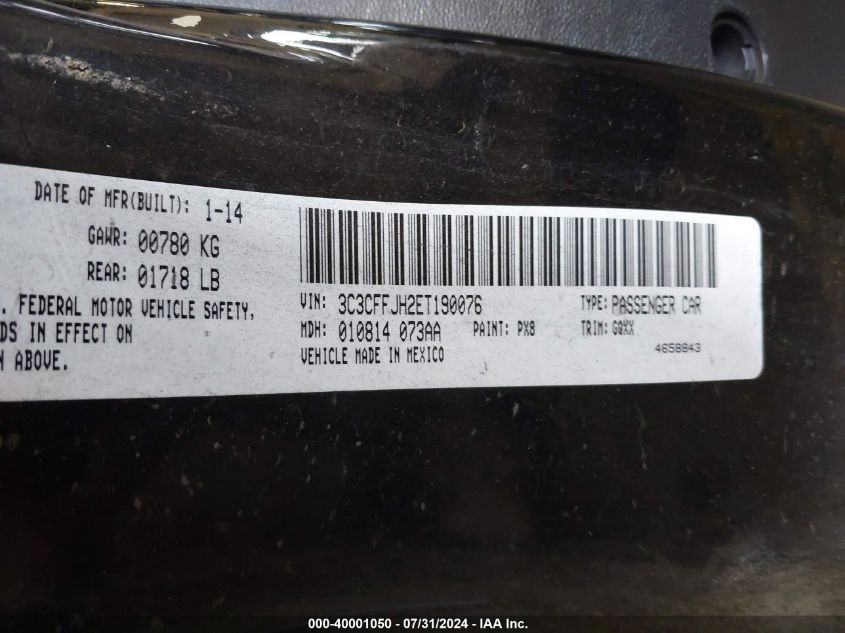 DATE OF MFR(BUILT): 1-14
GAWR: 00780 KG
REAR: 01718 LB
. FEDERAL MOTOR VEHICLE SAFETY,
DS IN EFFECT ON
ABOVE.
VIN: 3C3CFFJH2ET190076
TYPE: PASSENGER CAR
MDH: 010814 073AA
PAINT: PX8
TRIM: GQXX
VEHICLE MADE IN MEXICO
4658843
000-40001050 - 07/31/2024 - IAA Inc.